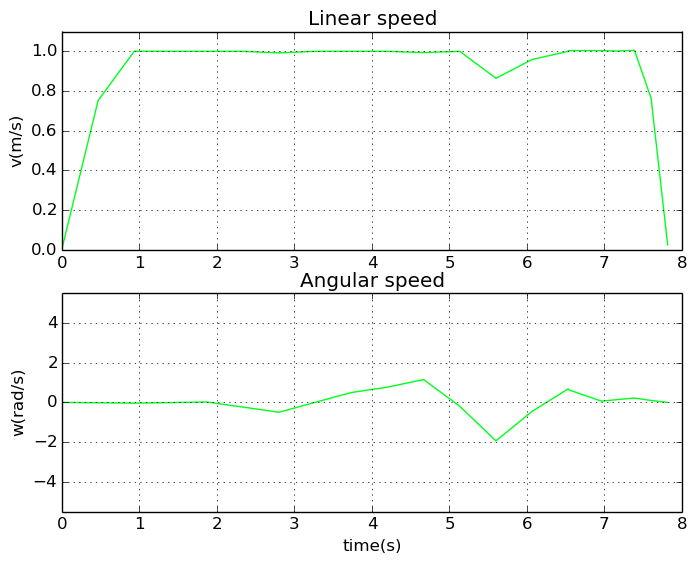 Linear speed
1.0
0.8
0.6
0.4
0.2
0.0
v(m/s)
0 1 2 3 4 5 6 7 8
Angular speed
4
2
0
−2
−4
w(rad/s)
0 1 2 3 4 5 6 7 8
time(s)